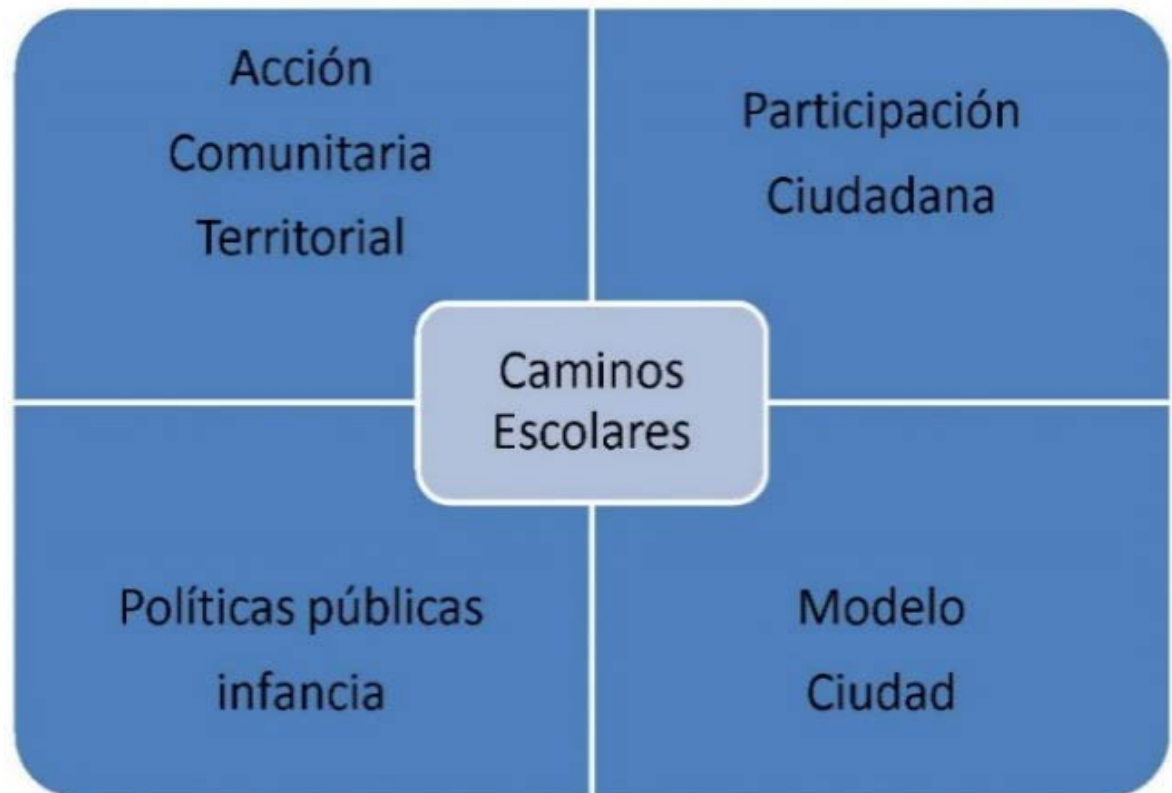 Acción
Comunitaria
Territorial
Participación
Ciudadana
Caminos
Escolares
Políticas públicas
infancia
Modelo
Ciudad